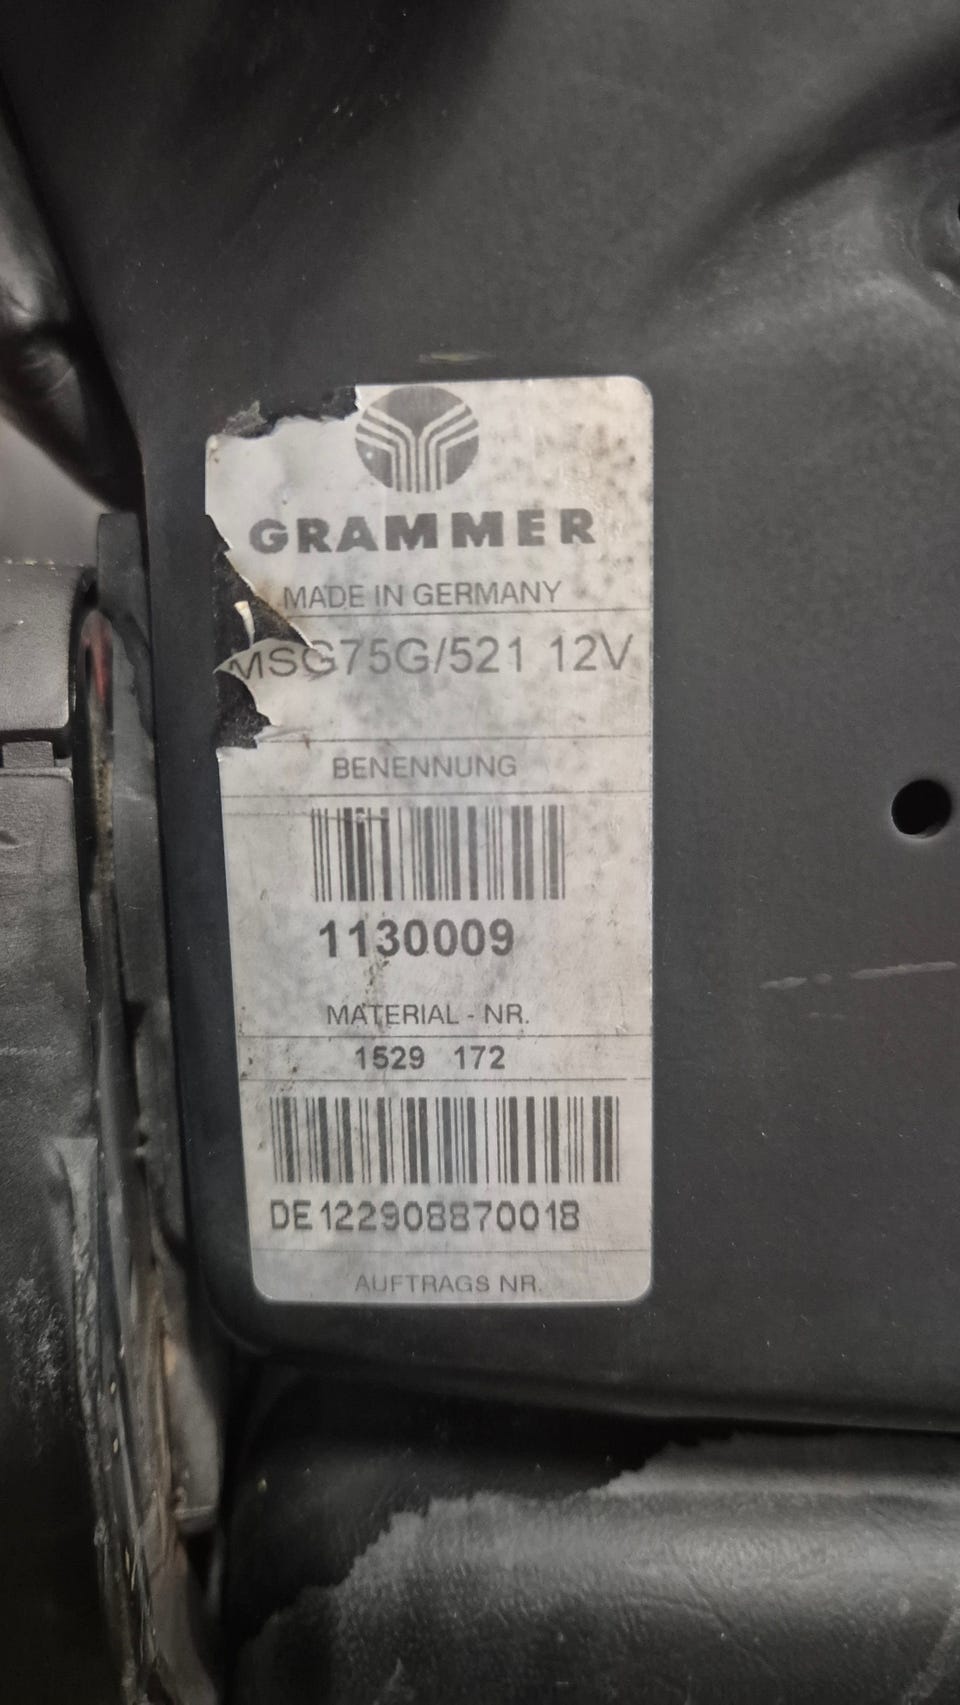 GRAMMER
MADE IN GERMANY
MSG75G/521 12V
BENENNUNG
1130009
MATERIAL - NR.
1529 172
DE122908870018
AUFTRAGS NR.